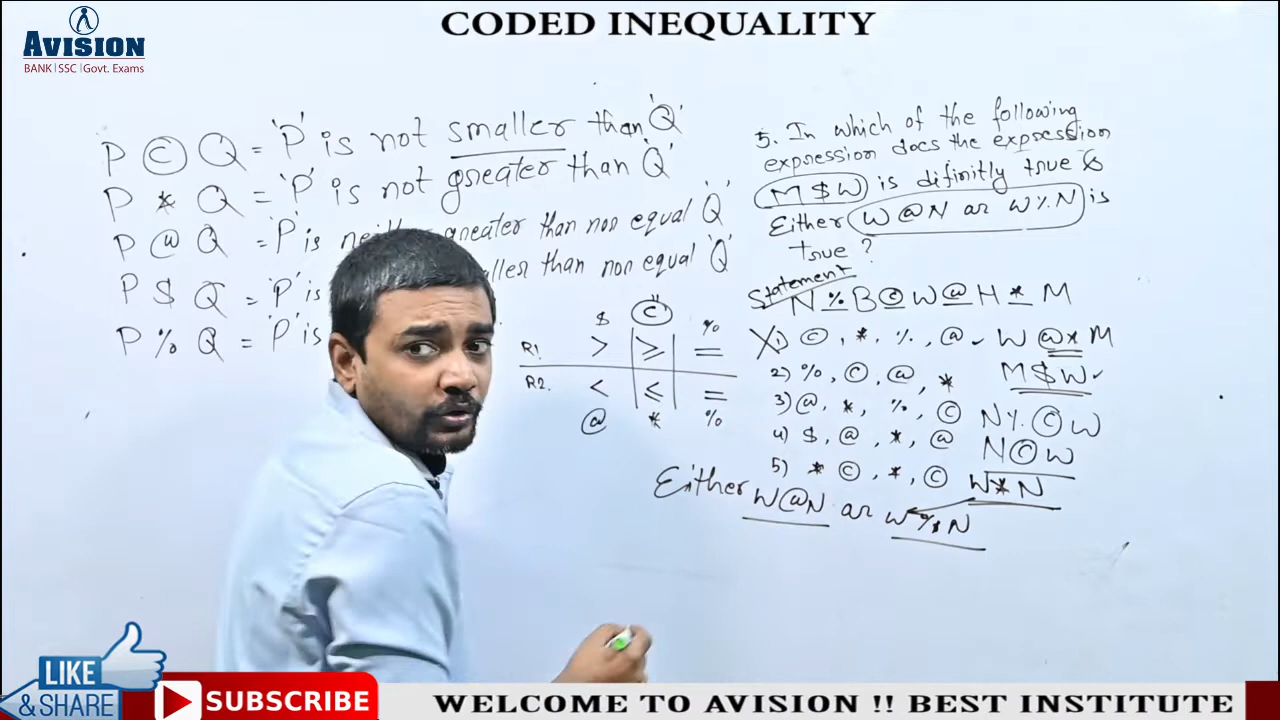 CODED INEQUALITY
AVISION
BANK|SSC|Govt. Exams
P © Q = 'P' is not smaller than 'Q'
P * Q = 'P' is not greater than 'Q'
P @ Q = 'P' is greater than nor equal 'Q'
P $ Q = 'P' is than nor equal 'Q'
P % Q = 'P' is
$ © %
R1. > ≥ =
R2. < ≤ =
@ * %
5. In which of the following
expression does the expression
M $ W is difinitly true &
Either W @ N or W % N is
true ?
Statement
N % B © W @ H * M
1) ©, *, %, @ W @ * M
2) %, ©, @, * M $ W
3) @, *, %, © N % © W
4) $, @, *, @ N © W
5) * ©, *, © W * N
Either W @ N or W % N
LIKE
& SHARE
SUBSCRIBE
WELCOME TO AVISION !! BEST INSTITUTE